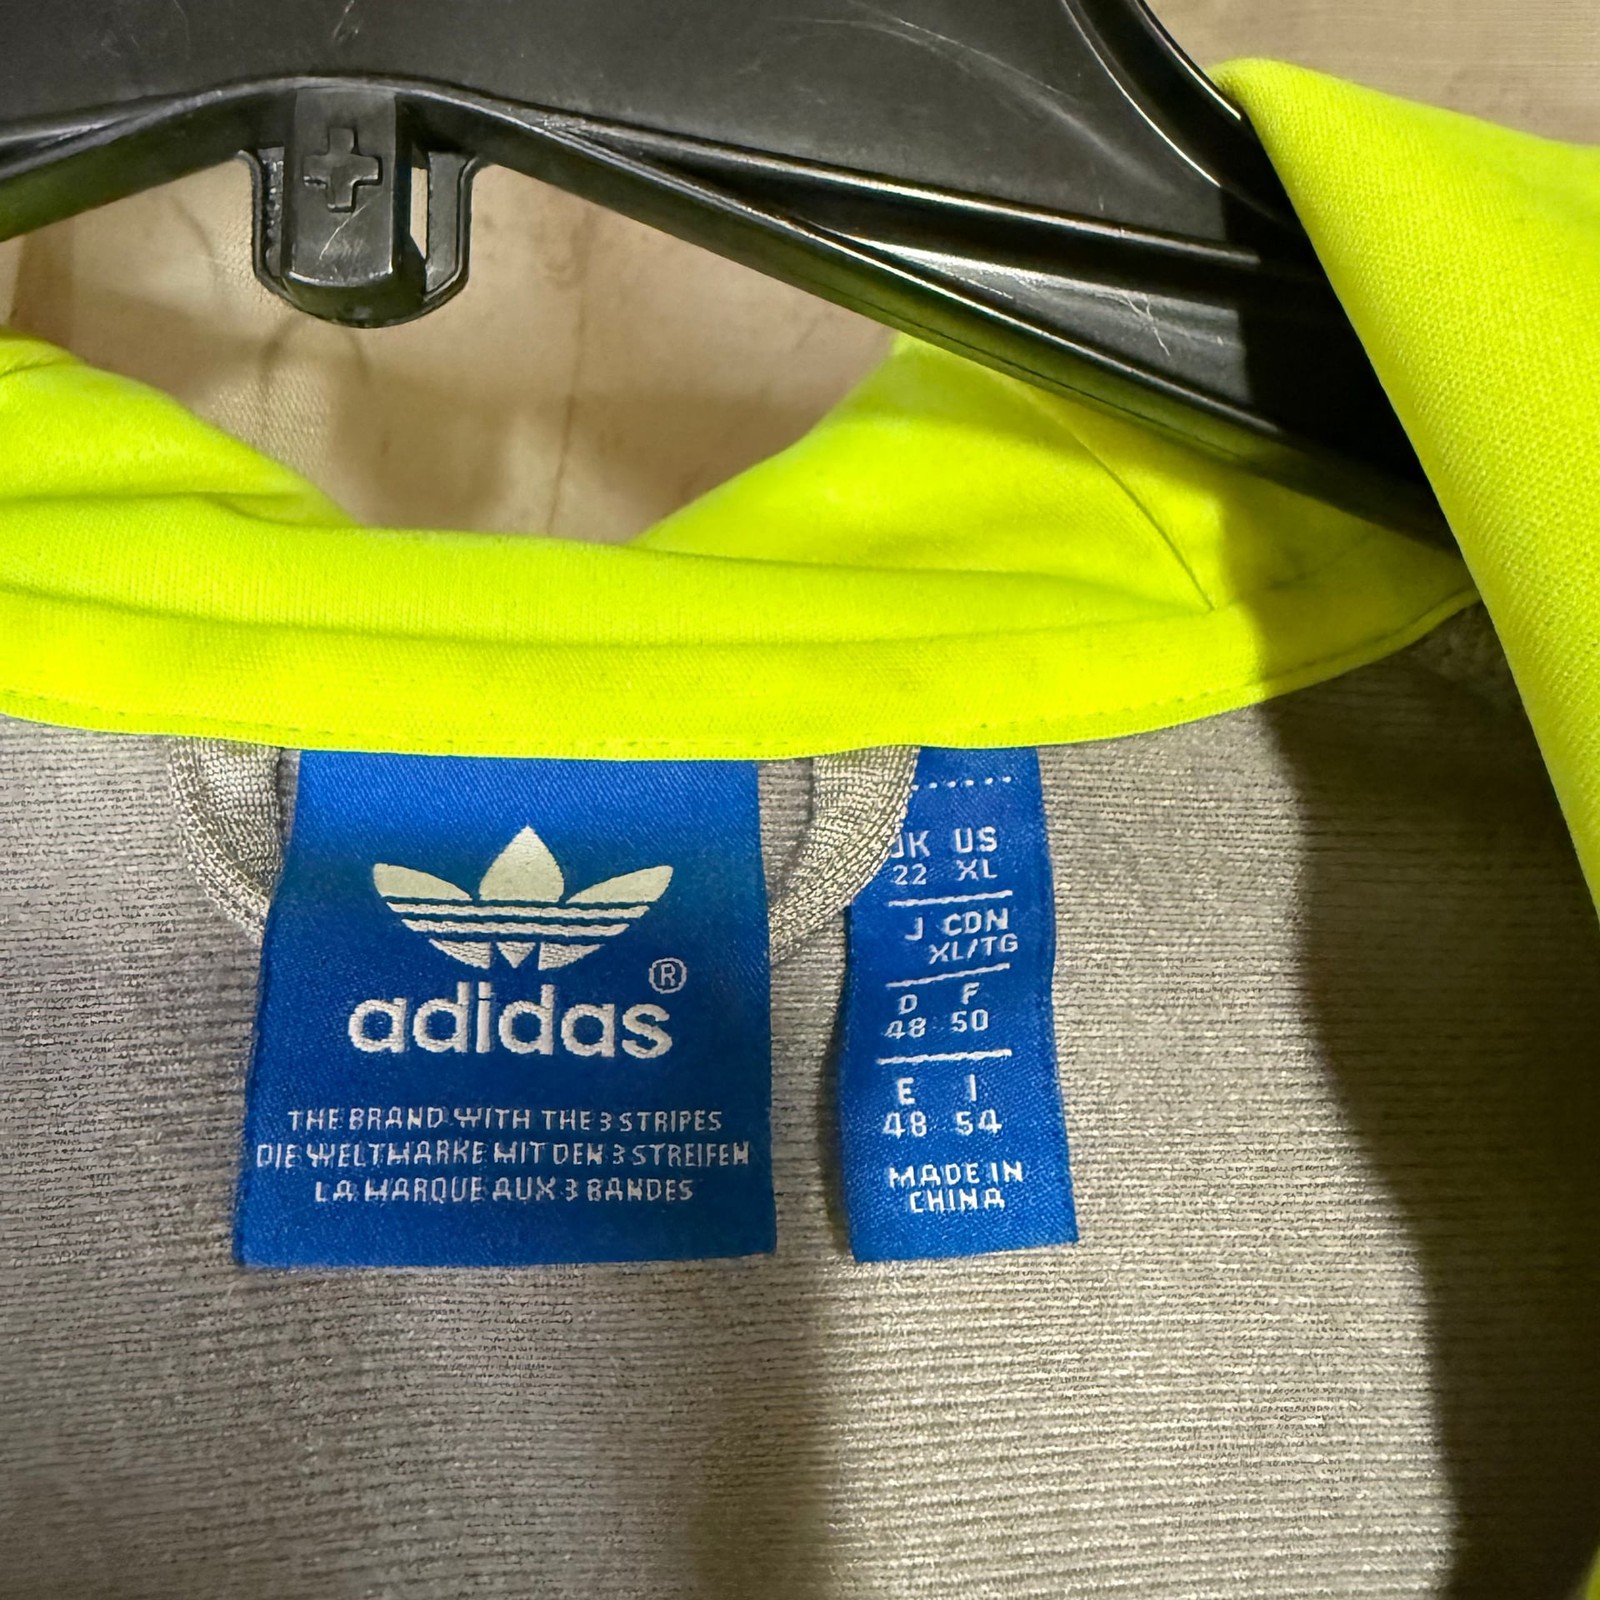 adidas®
THE BRAND WITH THE 3 STRIPES
DIE WELTMARKE MIT DEN 3 STREIFEN
LA MARQUE AUX 3 BANDES
UK US
22 XL
J CDN
XL/TG
D F
48 50
E I
48 54
MADE IN
CHINA